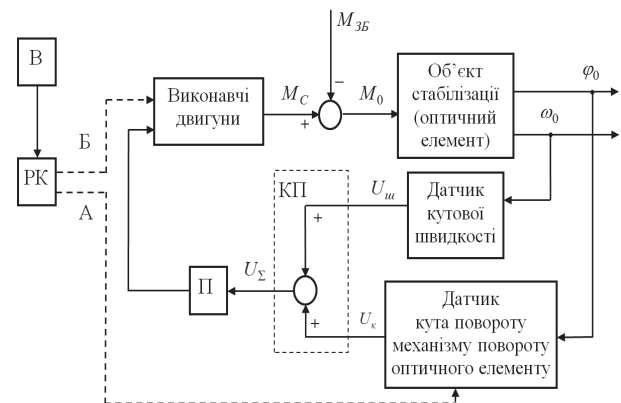 M_ЗБ
В
Виконавчі
двигуни
M_C
+
−
M_0
Об’єкт
стабілізації
(оптичний
елемент)
φ_0
ω_0
Б
РК
А
КП
U_ш
+
Датчик
кутової
швидкості
U_Σ
П
U_к
+
Датчик
кута повороту
механізму повороту
оптичного елементу